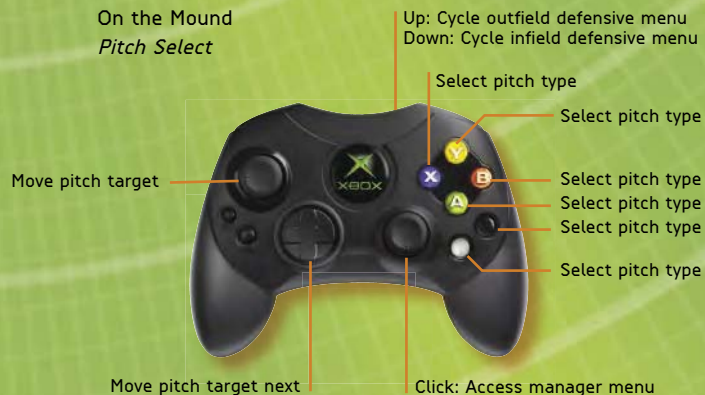 On the Mound
Pitch Select
Up: Cycle outfield defensive menu
Down: Cycle infield defensive menu
Select pitch type
Select pitch type
Y
X
XBOX
Move pitch target
B
Select pitch type
A
Select pitch type
Select pitch type
Select pitch type
Move pitch target next
Click: Access manager menu